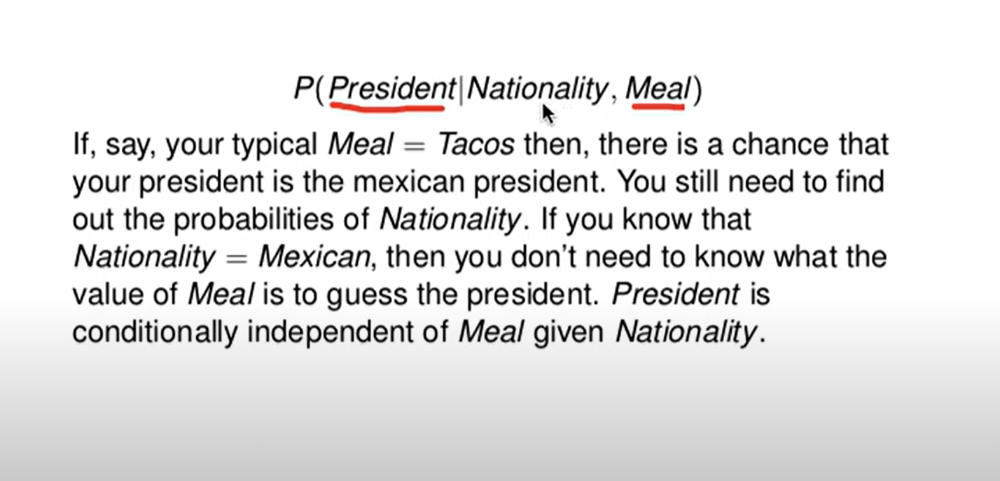 P(President|Nationality, Meal)
If, say, your typical Meal = Tacos then, there is a chance that
your president is the mexican president. You still need to find
out the probabilities of Nationality. If you know that
Nationality = Mexican, then you don't need to know what the
value of Meal is to guess the president. President is
conditionally independent of Meal given Nationality.